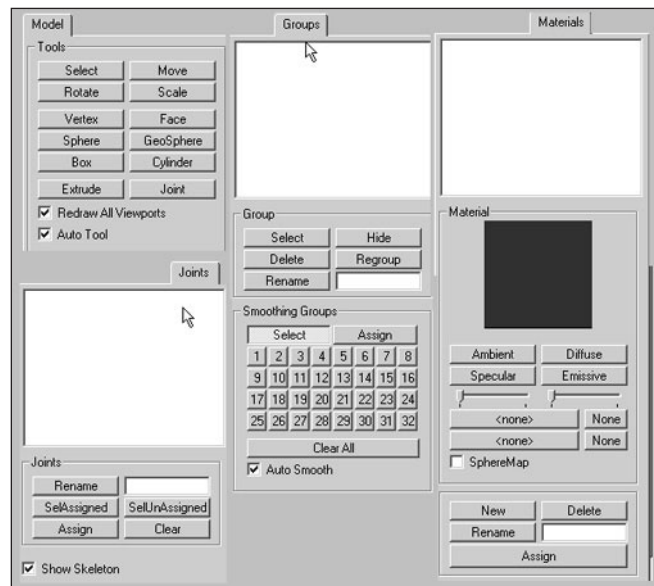 Model
Tools
Select Move
Rotate Scale
Vertex Face
Sphere GeoSphere
Box Cylinder
Extrude Joint
Redraw All Viewports
Auto Tool
Joints
Joints
Rename
SelAssigned SelUnAssigned
Assign Clear
Show Skeleton
Groups
Group
Select Hide
Delete Regroup
Rename
Smoothing Groups
Select Assign
1 2 3 4 5 6 7 8
9 10 11 12 13 14 15 16
17 18 19 20 21 22 23 24
25 26 27 28 29 30 31 32
Clear All
Auto Smooth
Materials
Material
Ambient Diffuse
Specular Emissive
<none> None
<none> None
SphereMap
New Delete
Rename
Assign